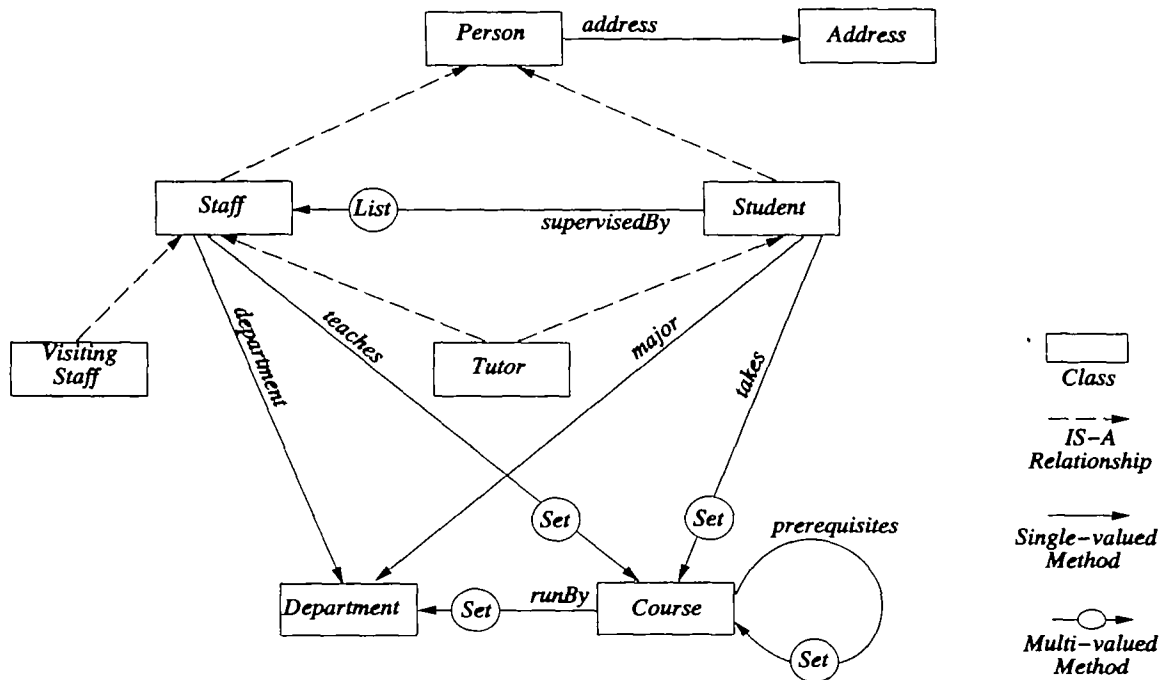 Person
address
Address
Staff
List
supervisedBy
Student
Visiting
Staff
department
teaches
Tutor
major
takes
Class
IS-A
Relationship
Set
Set
prerequisites
Single-valued
Method
Department
Set
runBy
Course
Set
Multi-valued
Method